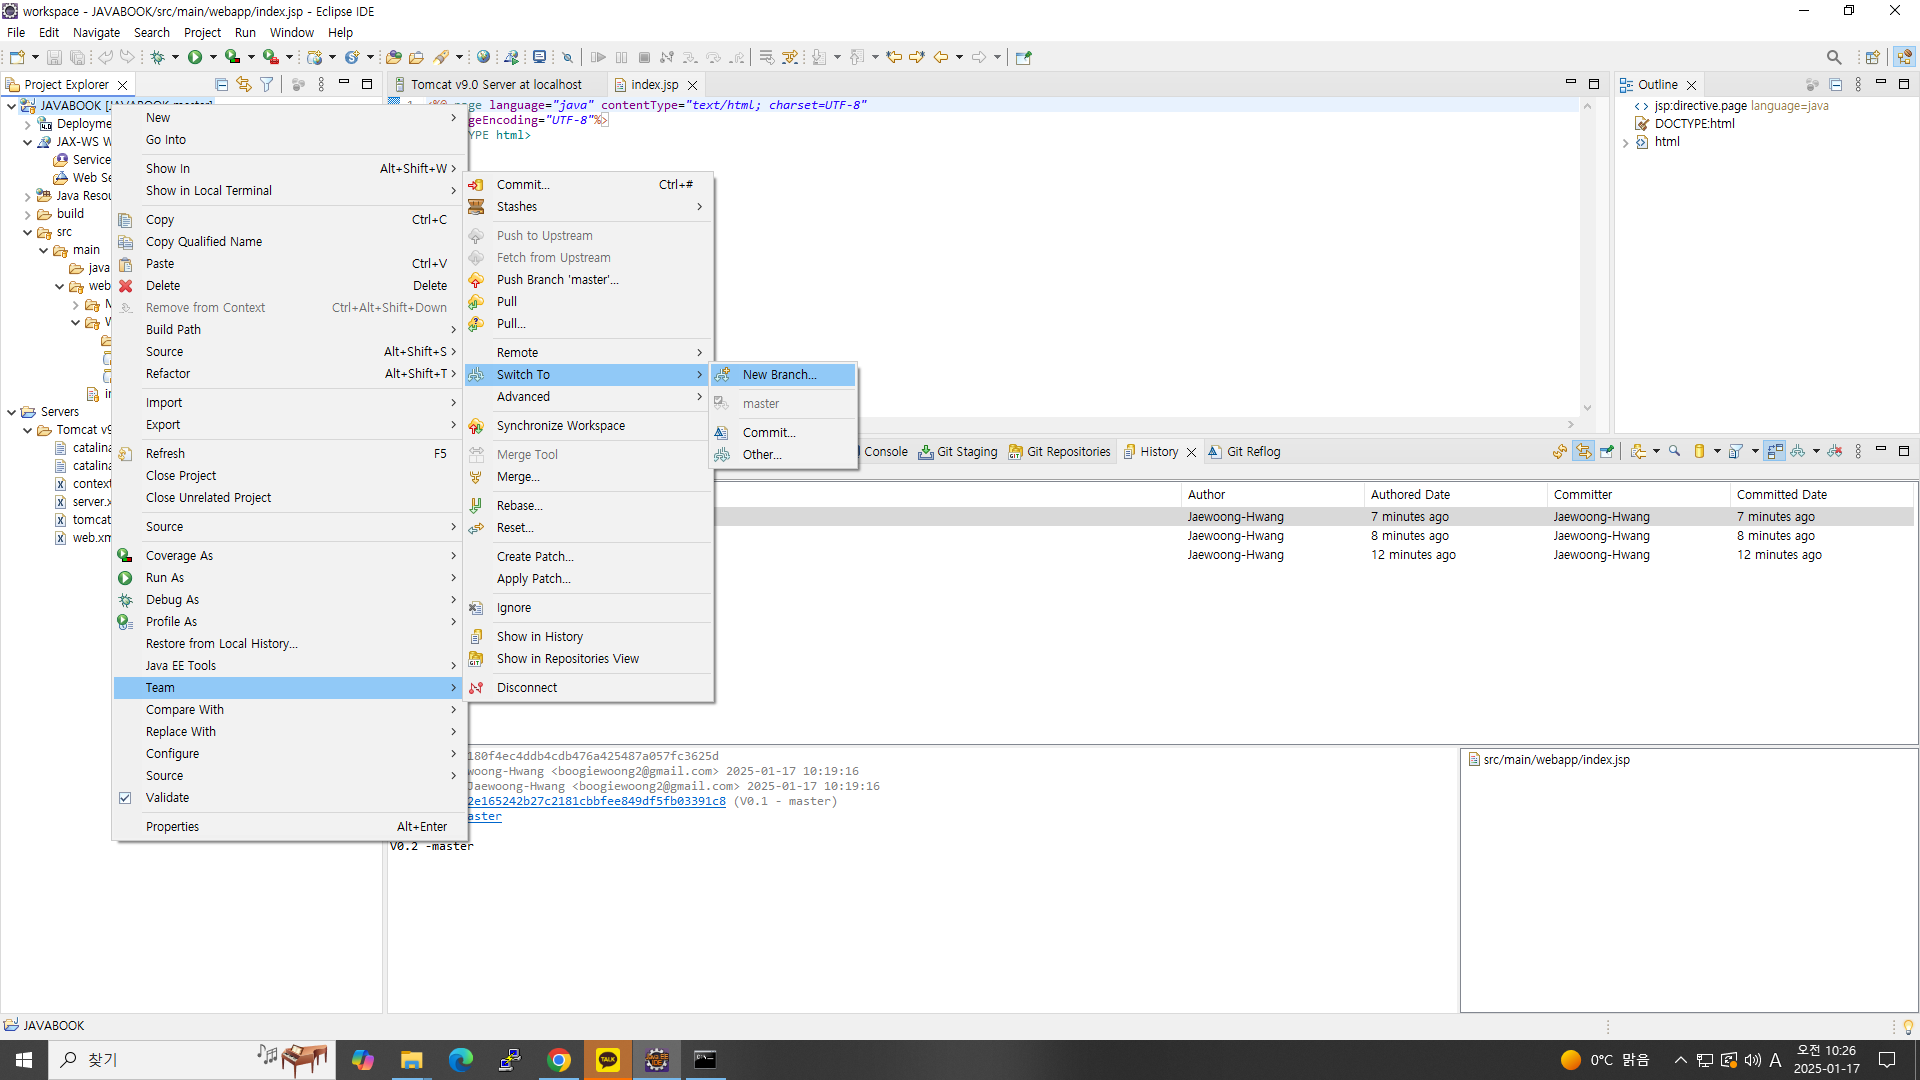 workspace - JAVABOOK/src/main/webapp/index.jsp - Eclipse IDE
File Edit Navigate Search Project Run Window Help
Project Explorer
Tomcat v9.0 Server at localhost
index.jsp
Outline
JAVABOOK [JAVABOOK master]
Deployme
JAX-WS W
Service
Web Se
Java Resou
build
src
main
java
web
Servers
Tomcat v9
catalina
catalina
context
server.x
tomcat
web.xm
New
Go Into
Show In Alt+Shift+W
Show in Local Terminal
Copy Ctrl+C
Copy Qualified Name
Paste Ctrl+V
Delete Delete
Remove from Context Ctrl+Alt+Shift+Down
Build Path
Source Alt+Shift+S
Refactor Alt+Shift+T
Import
Export
Refresh F5
Close Project
Close Unrelated Project
Source
Coverage As
Run As
Debug As
Profile As
Restore from Local History...
Java EE Tools
Team
Compare With
Replace With
Configure
Source
Validate
Properties Alt+Enter
Commit... Ctrl+#
Stashes
Push to Upstream
Fetch from Upstream
Push Branch 'master'...
Pull
Pull...
Remote
Switch To
Advanced
Synchronize Workspace
Merge Tool
Merge...
Rebase...
Reset...
Create Patch...
Apply Patch...
Ignore
Show in History
Show in Repositories View
Disconnect
New Branch...
master
Commit...
Other...
page language="java" contentType="text/html; charset=UTF-8"
geEncoding="UTF-8"%>
YPE html>
jsp:directive.page language=java
DOCTYPE:html
html
Console Git Staging Git Repositories History Git Reflog
Author Authored Date Committer Committed Date
Jaewoong-Hwang 7 minutes ago Jaewoong-Hwang 7 minutes ago
Jaewoong-Hwang 8 minutes ago Jaewoong-Hwang 8 minutes ago
Jaewoong-Hwang 12 minutes ago Jaewoong-Hwang 12 minutes ago
180f4ec4ddb4cdb476a425487a057fc3625d
woong-Hwang <boogiewoong2@gmail.com> 2025-01-17 10:19:16
Jaewoong-Hwang <boogiewoong2@gmail.com> 2025-01-17 10:19:16
2e165242b27c2181cbbfee849df5fb03391c8 (V0.1 - master)
aster
V0.2 -master
src/main/webapp/index.jsp
JAVABOOK
찾기
TALK
0°C 맑음
A
오전 10:26
2025-01-17